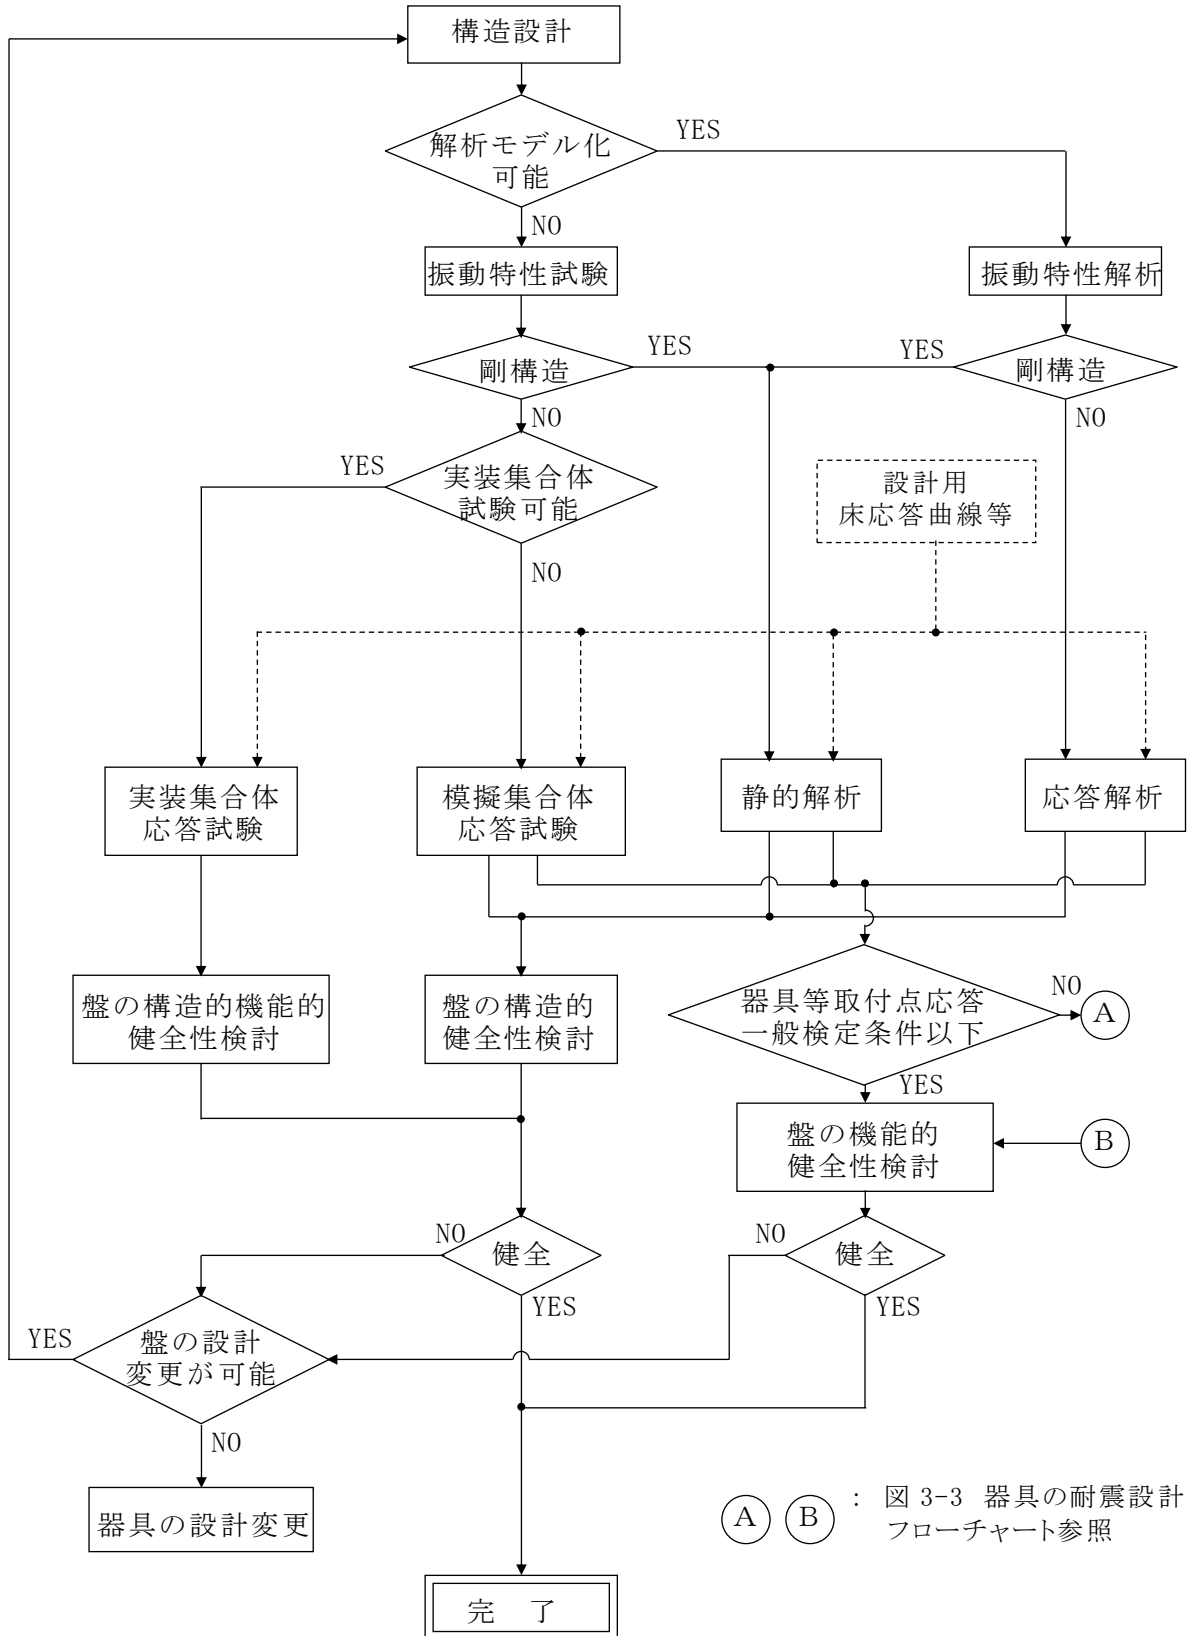 構造設計
解析モデル化
可能
YES
NO
振動特性試験
振動特性解析
剛構造
YES
YES
剛構造
NO
NO
YES
実装集合体
試験可能
設計用
床応答曲線等
NO
実装集合体
応答試験
模擬集合体
応答試験
静的解析
応答解析
盤の構造的機能的
健全性検討
盤の構造的
健全性検討
器具等取付点応答
一般検定条件以下
NO
A
YES
盤の機能的
健全性検討
B
NO
健全
NO
健全
YES
YES
YES
盤の設計
変更が可能
NO
器具の設計変更
A B : 図 3-3 器具の耐震設計
フローチャート参照
完 了